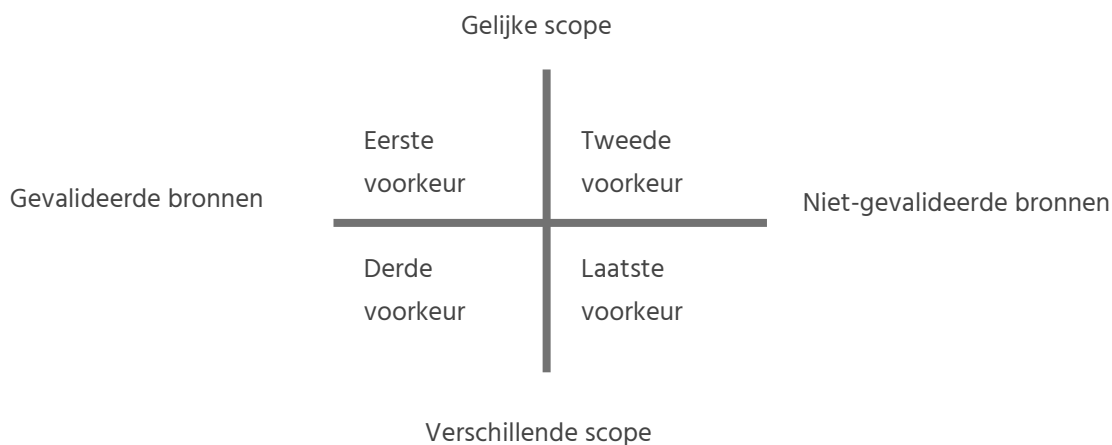 Gelijke scope
Eerste
voorkeur
Tweede
voorkeur
Gevalideerde bronnen
Niet-gevalideerde bronnen
Derde
voorkeur
Laatste
voorkeur
Verschillende scope